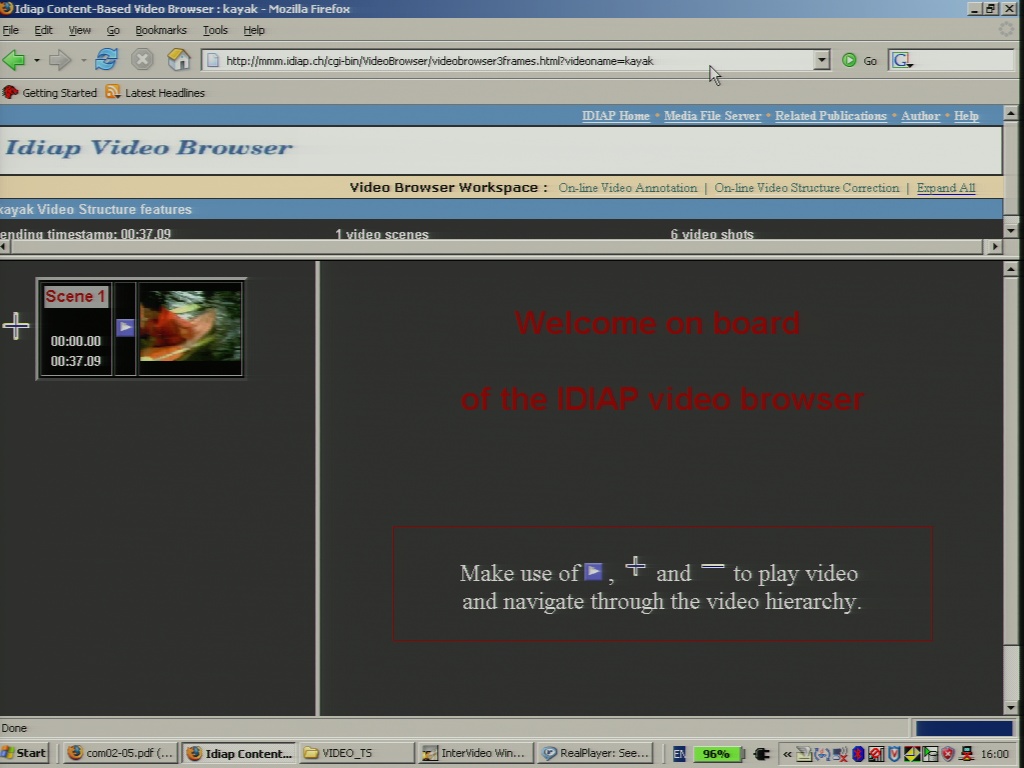 Idiap Content-Based Video Browser : kayak - Mozilla Firefox
File Edit View Go Bookmarks Tools Help
http://mmm.idiap.ch/cgi-bin/VideoBrowser/videobrowser3frames.html?videoname=kayak
Go
G
Getting Started Latest Headlines
IDIAP Home • Media File Server • Related Publications • Author • Help
Idiap Video Browser
Video Browser Workspace : On-line Video Annotation | On-line Video Structure Correction | Expand All
kayak Video Structure features
ending timestamp: 00:37.09 1 video scenes 6 video shots
Scene 1
00:00.00
00:37.09
Welcome on board
of the IDIAP video browser
Make use of , + and — to play video
and navigate through the video hierarchy.
Done
Start com02-05.pdf (... Idiap Content... VIDEO_TS InterVideo Win... RealPlayer: See... EN 96% « 16:00